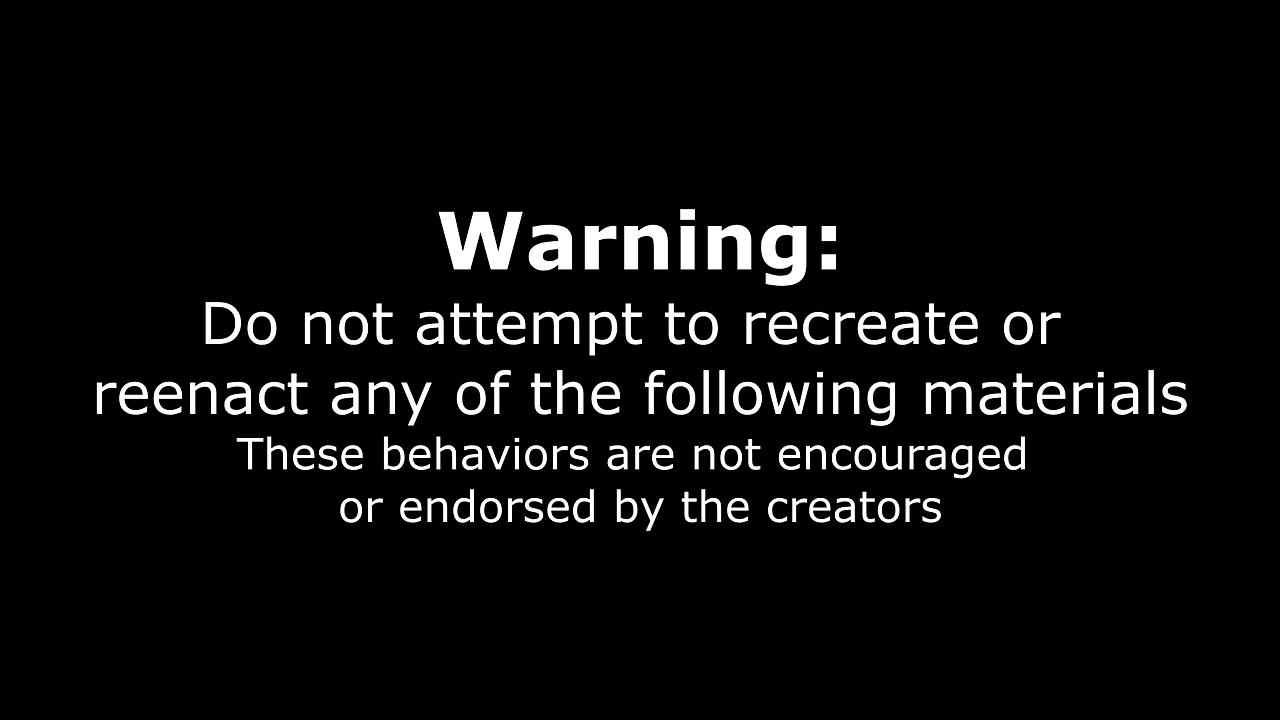 Warning:
Do not attempt to recreate or
reenact any of the following materials
These behaviors are not encouraged
or endorsed by the creators